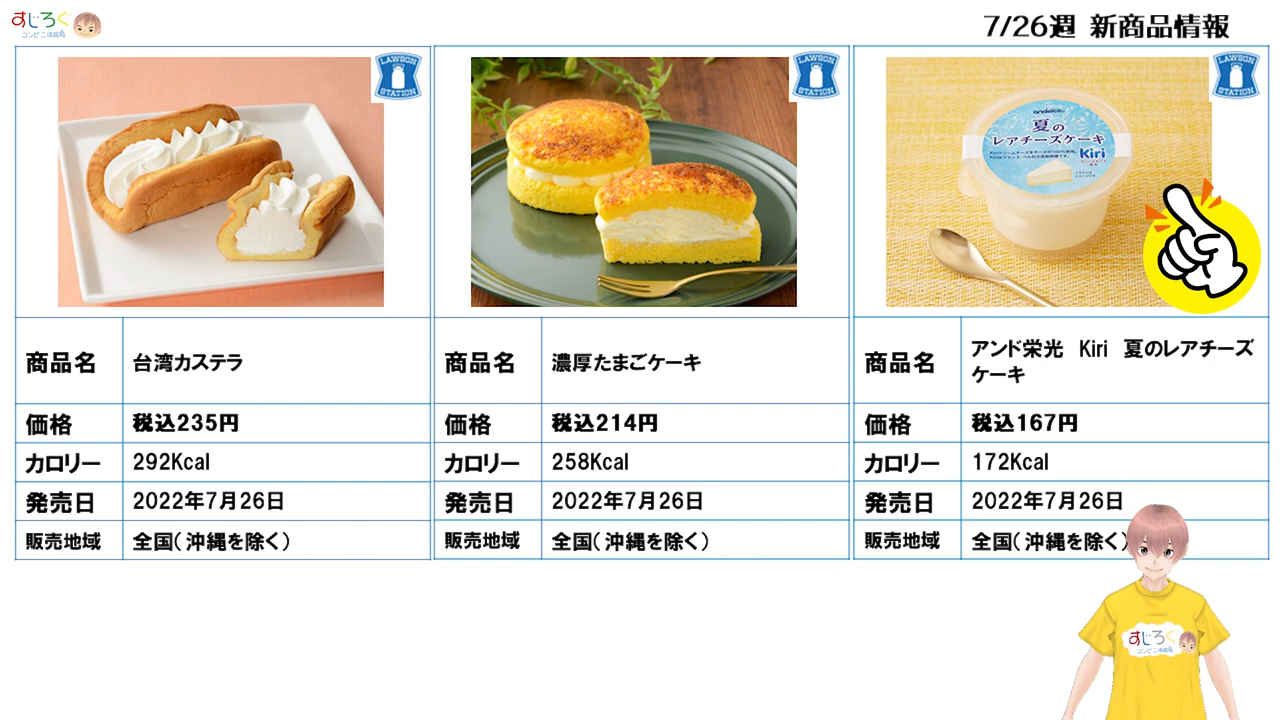 すじろぐ
コンビニ情報局
7/26週 新商品情報
LAWSON
STATION
LAWSON
STATION
LAWSON
STATION
andeico
夏の
レアチーズケーキ
Kiri
商品名
台湾カステラ
価格
税込235円
カロリー
292Kcal
発売日
2022年7月26日
販売地域
全国(沖縄を除く)
商品名
濃厚たまごケーキ
価格
税込214円
カロリー
258Kcal
発売日
2022年7月26日
販売地域
全国(沖縄を除く)
商品名
アンド栄光 Kiri 夏のレアチーズ
ケーキ
価格
税込167円
カロリー
172Kcal
発売日
2022年7月26日
販売地域
全国(沖縄を除く)
すじろぐ
コンビニ情報局